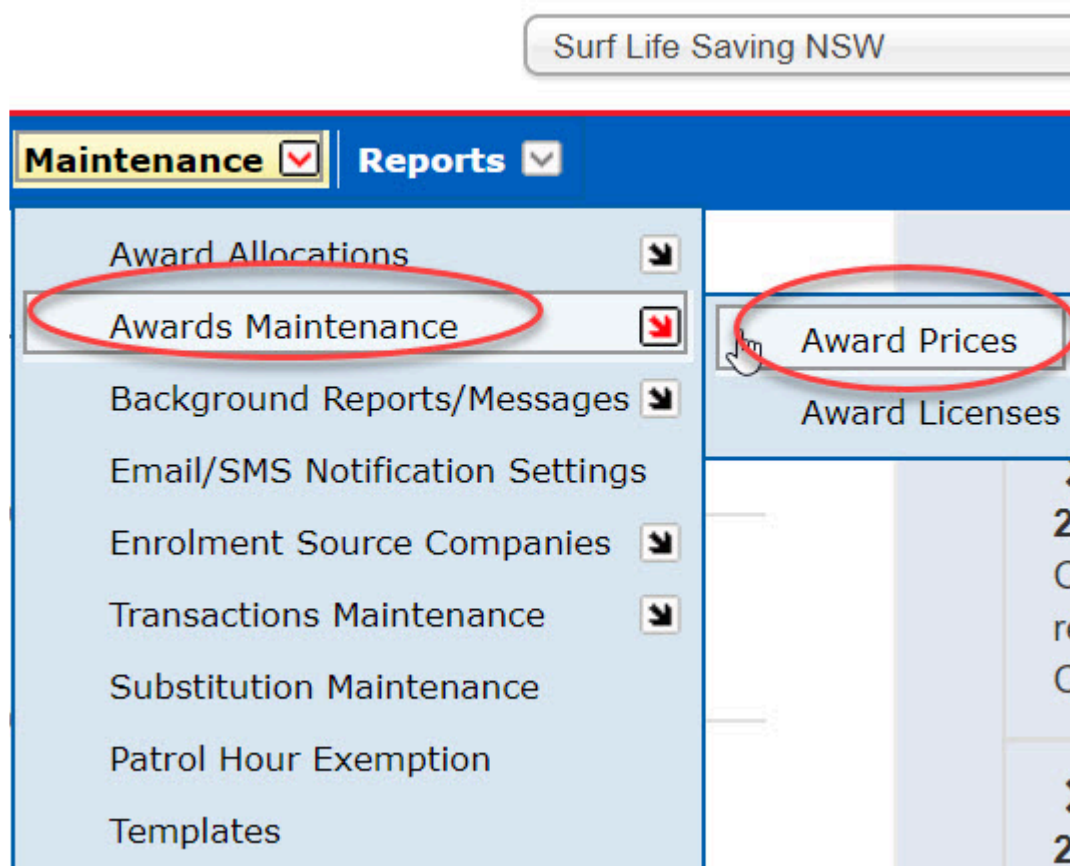 Surf Life Saving NSW
Maintenance Reports
Award Allocations
Awards Maintenance
Background Reports/Messages
Email/SMS Notification Settings
Enrolment Source Companies
Transactions Maintenance
Substitution Maintenance
Patrol Hour Exemption
Templates
Award Prices
Award Licenses